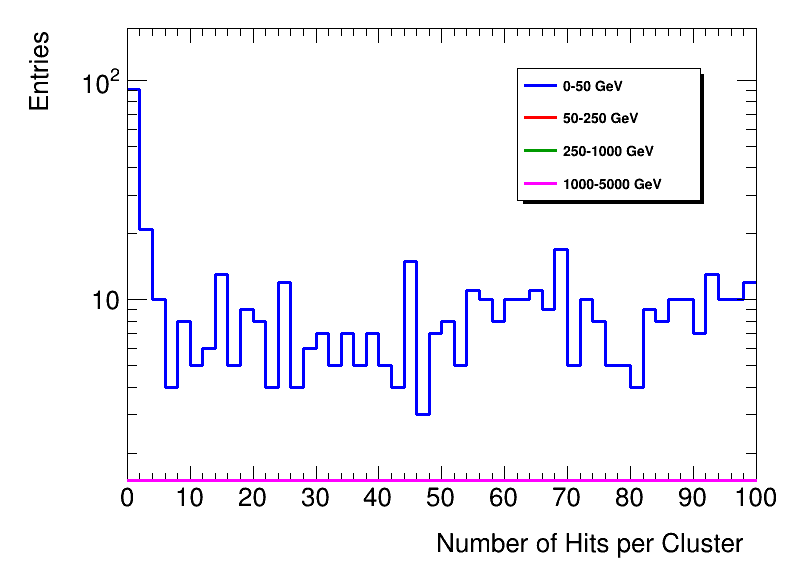 Entries
10²
10
0-50 GeV
50-250 GeV
250-1000 GeV
1000-5000 GeV
0 10 20 30 40 50 60 70 80 90 100
Number of Hits per Cluster